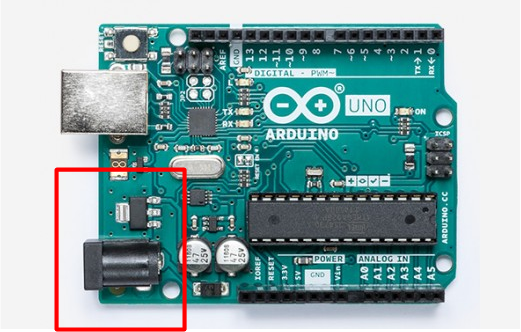 RESET
AREF
GND
13
12
~11
~10
~9
8
7
~6
~5
4
~3
2
TX→1
RX←0
DIGITAL (PWM~)
TX
RX
ARDUINO
UNO
ON
ICSP
ARDUINO.CC
47
25V
47
25V
IOREF
RESET
3.3V
5V
GND
Vin
POWER
ANALOG IN
A0
A1
A2
A3
A4
A5